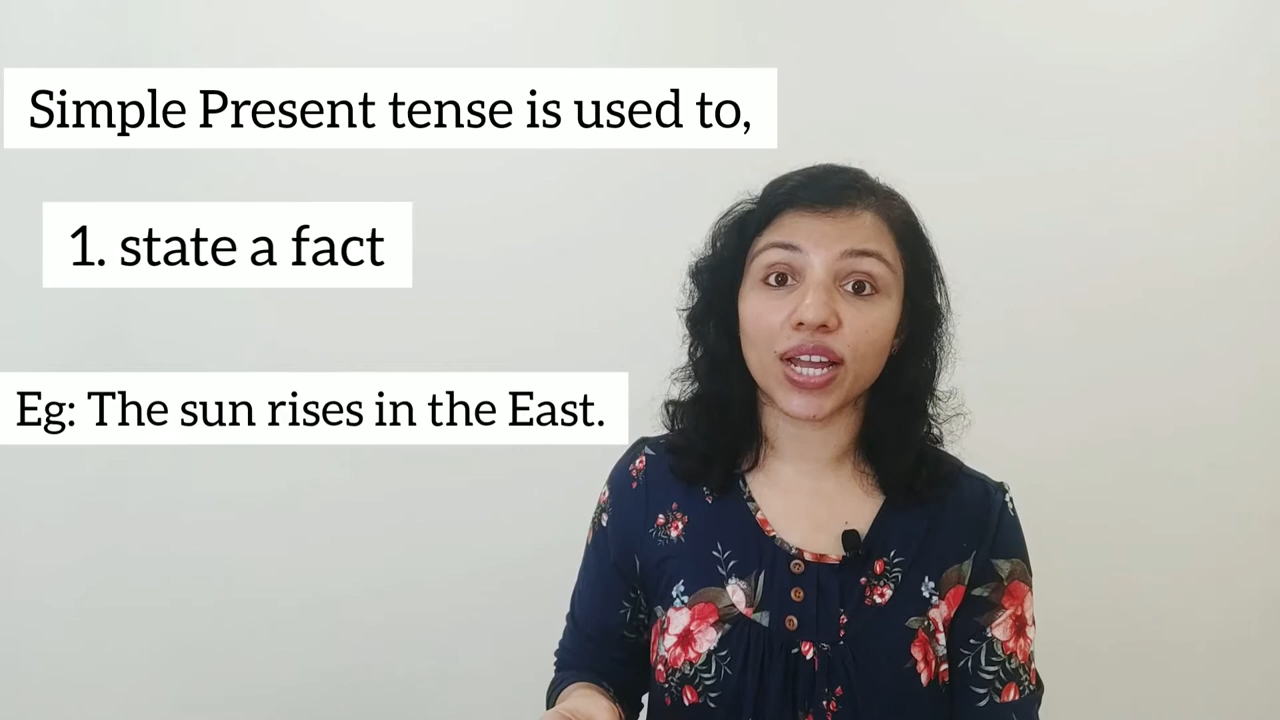 Simple Present tense is used to,
1. state a fact
Eg: The sun rises in the East.